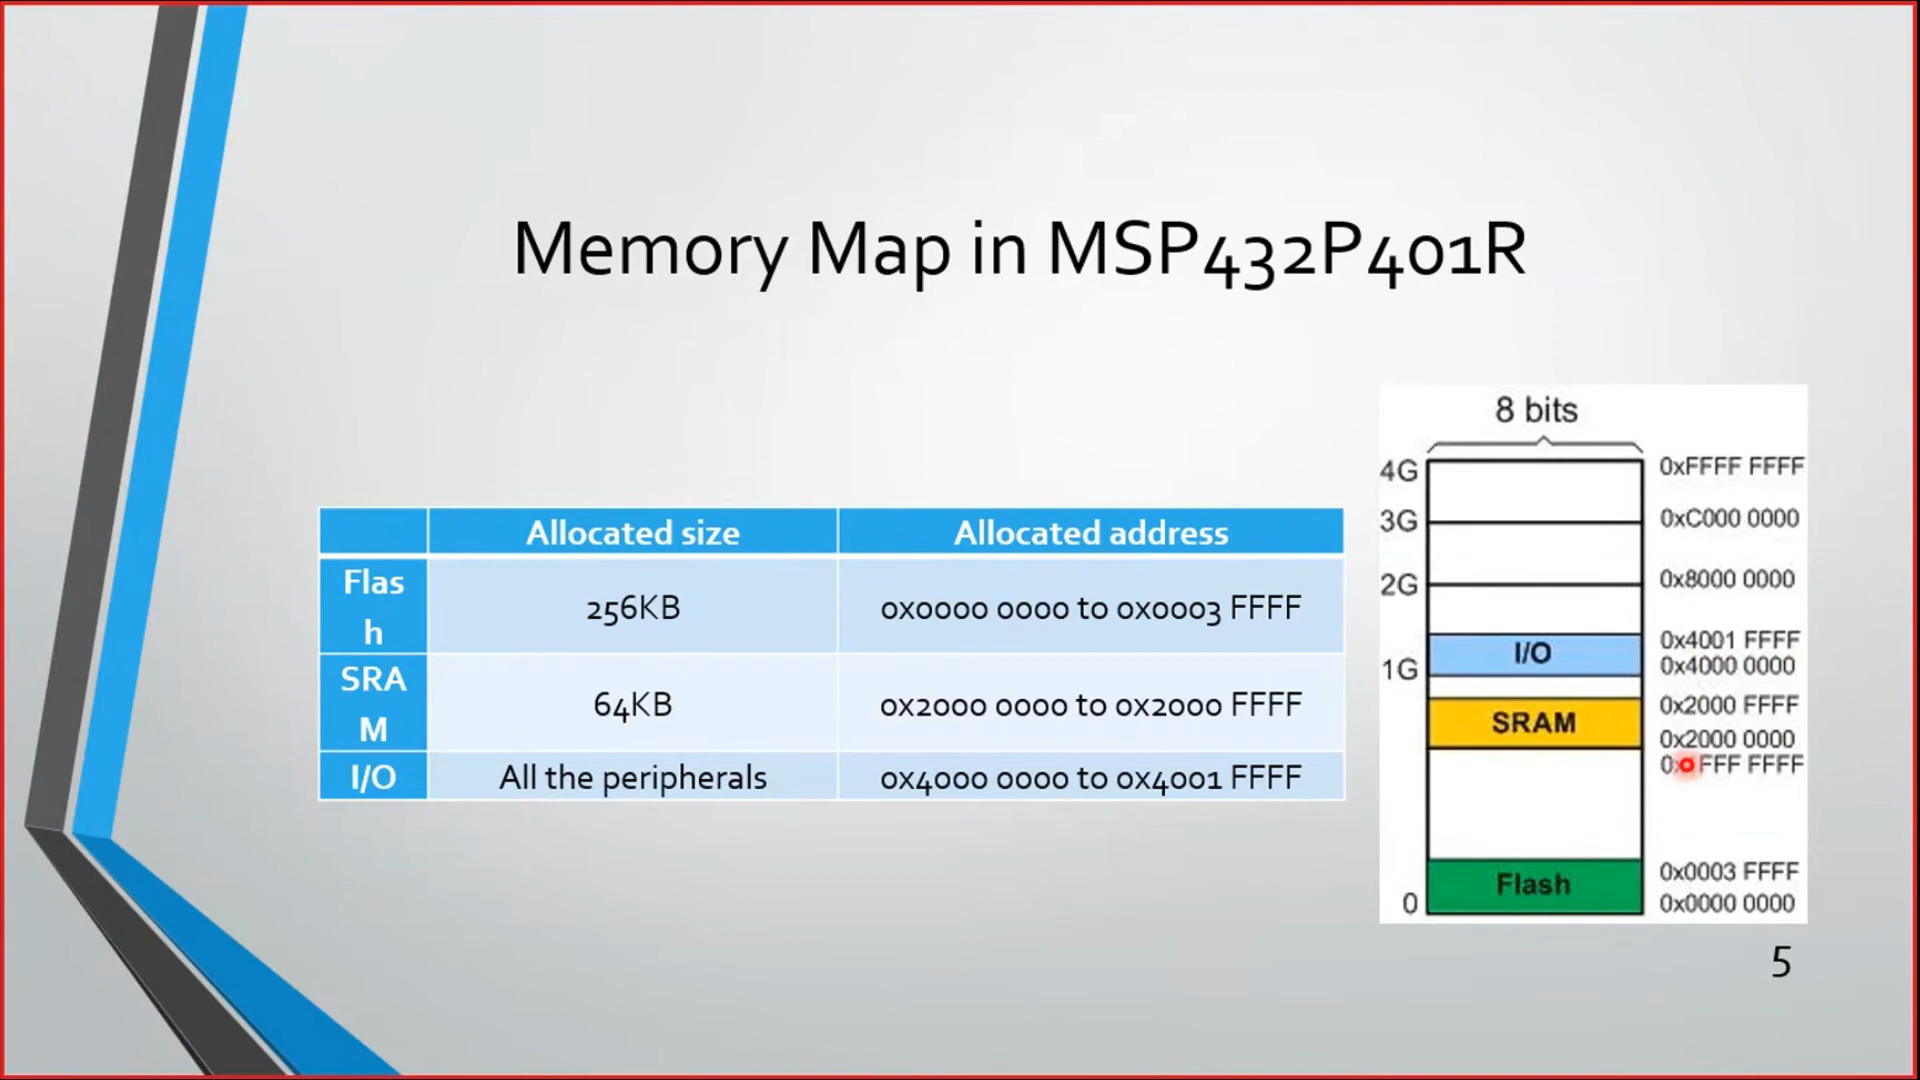 Memory Map in MSP432P401R
Allocated size Allocated address
Flas
h
256KB 0x0000 0000 to 0x0003 FFFF
SRA
M
64KB 0x2000 0000 to 0x2000 FFFF
I/O All the peripherals 0x4000 0000 to 0x4001 FFFF
8 bits
4G 0xFFFF FFFF
3G 0xC000 0000
2G 0x8000 0000
0x4001 FFFF
I/O
1G 0x4000 0000
0x2000 FFFF
SRAM
0x2000 0000
FFFF
0x0003 FFFF
Flash
0 0x0000 0000
5